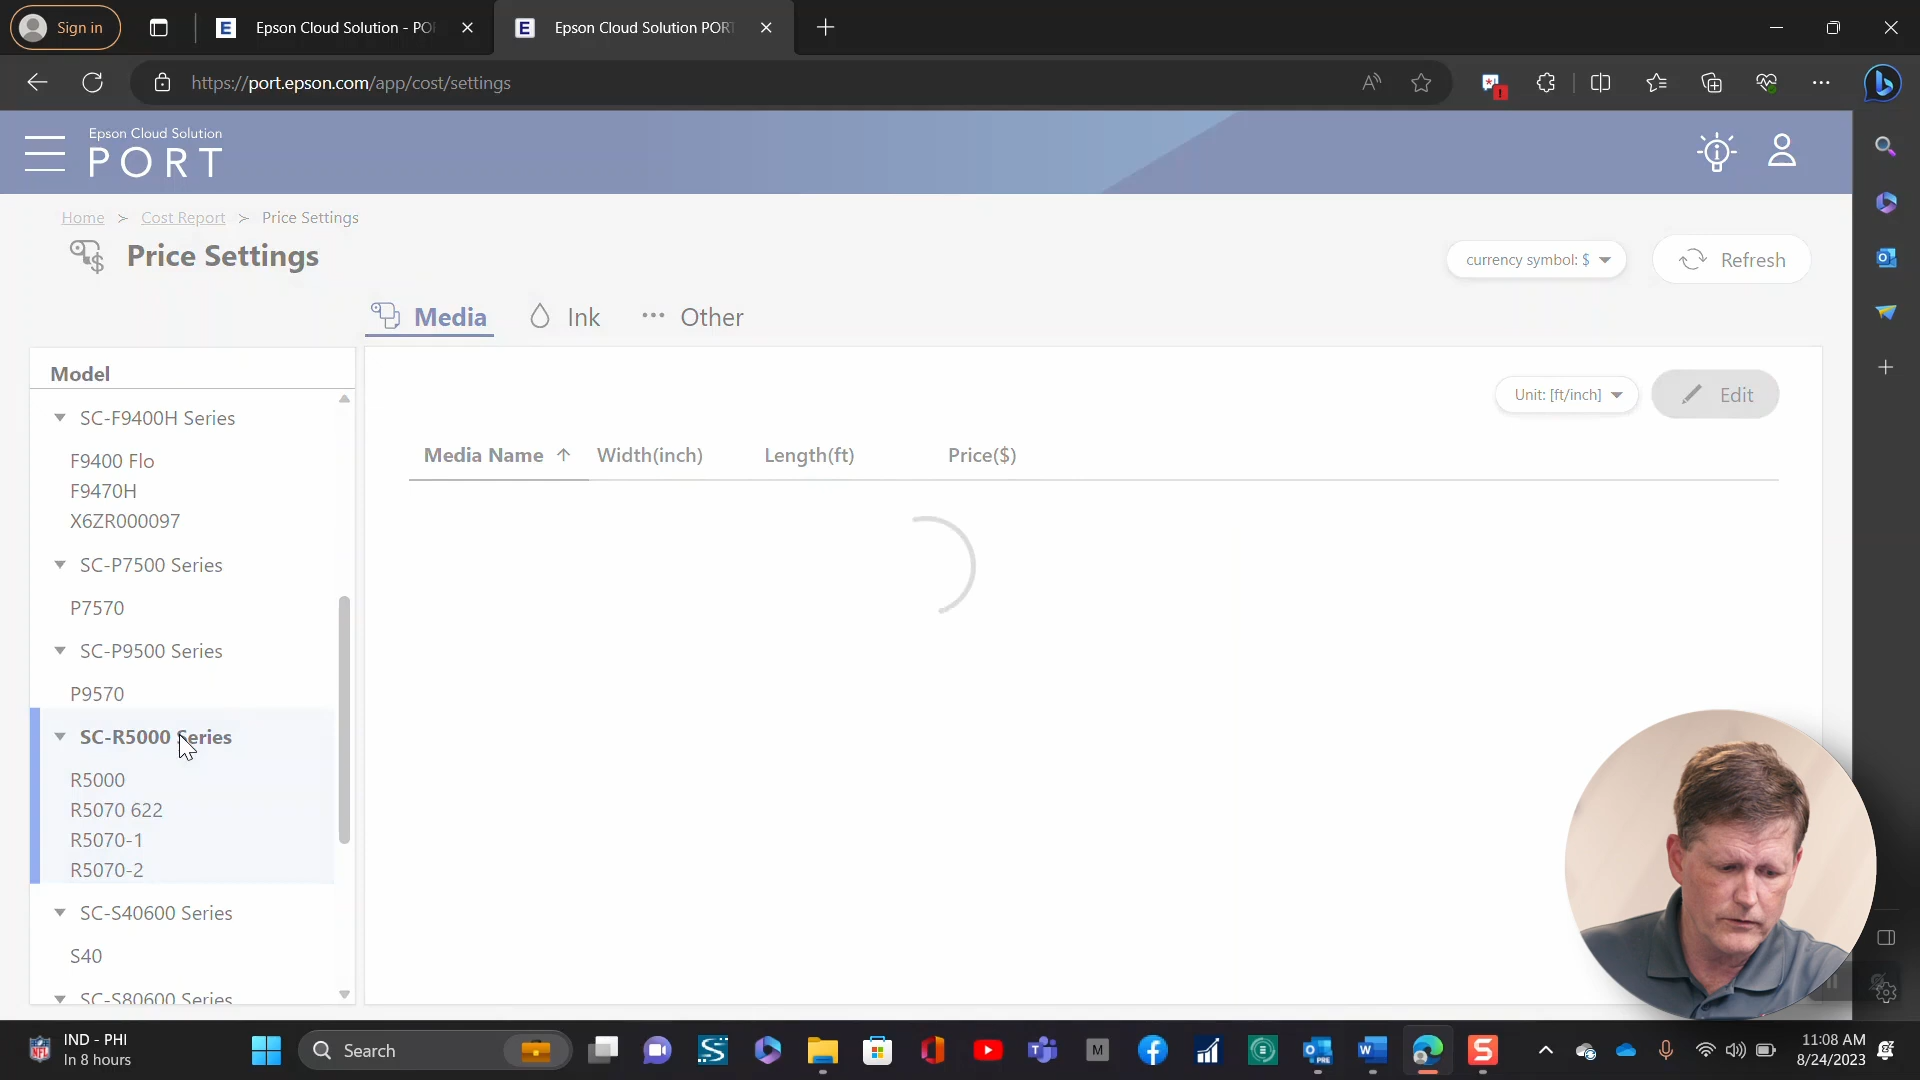 Sign in
Epson Cloud Solution - PO
Epson Cloud Solution POR
https://port.epson.com/app/cost/settings
Epson Cloud Solution
PORT
Home > Cost Report > Price Settings
Price Settings
currency symbol: $
Refresh
Media
Ink
Other
Model
Unit: [ft/inch]
Edit
SC-F9400H Series
F9400 Flo
F9470H
X6ZR000097
SC-P7500 Series
P7570
SC-P9500 Series
P9570
SC-R5000 Series
R5000
R5070 622
R5070-1
R5070-2
SC-S40600 Series
S40
SC-S80600 Series
Media Name ↑
Width(inch)
Length(ft)
Price($)
IND - PHI
In 8 hours
Search
11:08 AM
8/24/2023